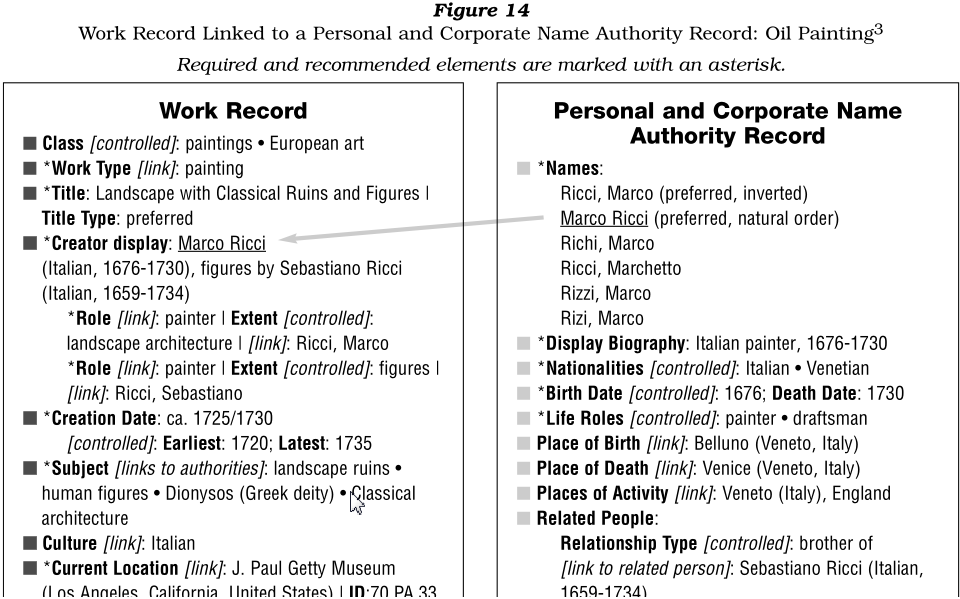 Figure 14
Work Record Linked to a Personal and Corporate Name Authority Record: Oil Painting3
Required and recommended elements are marked with an asterisk.
Work Record
Class [controlled]: paintings • European art
*Work Type [link]: painting
*Title: Landscape with Classical Ruins and Figures |
Title Type: preferred
*Creator display: Marco Ricci
(Italian, 1676-1730), figures by Sebastiano Ricci
(Italian, 1659-1734)
*Role [link]: painter | Extent [controlled]:
landscape architecture | [link]: Ricci, Marco
*Role [link]: painter | Extent [controlled]: figures |
[link]: Ricci, Sebastiano
*Creation Date: ca. 1725/1730
[controlled]: Earliest: 1720; Latest: 1735
*Subject [links to authorities]: landscape ruins •
human figures • Dionysos (Greek deity) • Classical
architecture
Culture [link]: Italian
*Current Location [link]: J. Paul Getty Museum
(Los Angeles, California, United States) | ID:70.PA.33
Personal and Corporate Name
Authority Record
*Names:
Ricci, Marco (preferred, inverted)
Marco Ricci (preferred, natural order)
Richi, Marco
Ricci, Marchetto
Rizzi, Marco
Rizi, Marco
*Display Biography: Italian painter, 1676-1730
*Nationalities [controlled]: Italian • Venetian
*Birth Date [controlled]: 1676; Death Date: 1730
*Life Roles [controlled]: painter • draftsman
Place of Birth [link]: Belluno (Veneto, Italy)
Place of Death [link]: Venice (Veneto, Italy)
Places of Activity [link]: Veneto (Italy), England
Related People:
Relationship Type [controlled]: brother of
[link to related person]: Sebastiano Ricci (Italian,
1659-1734)